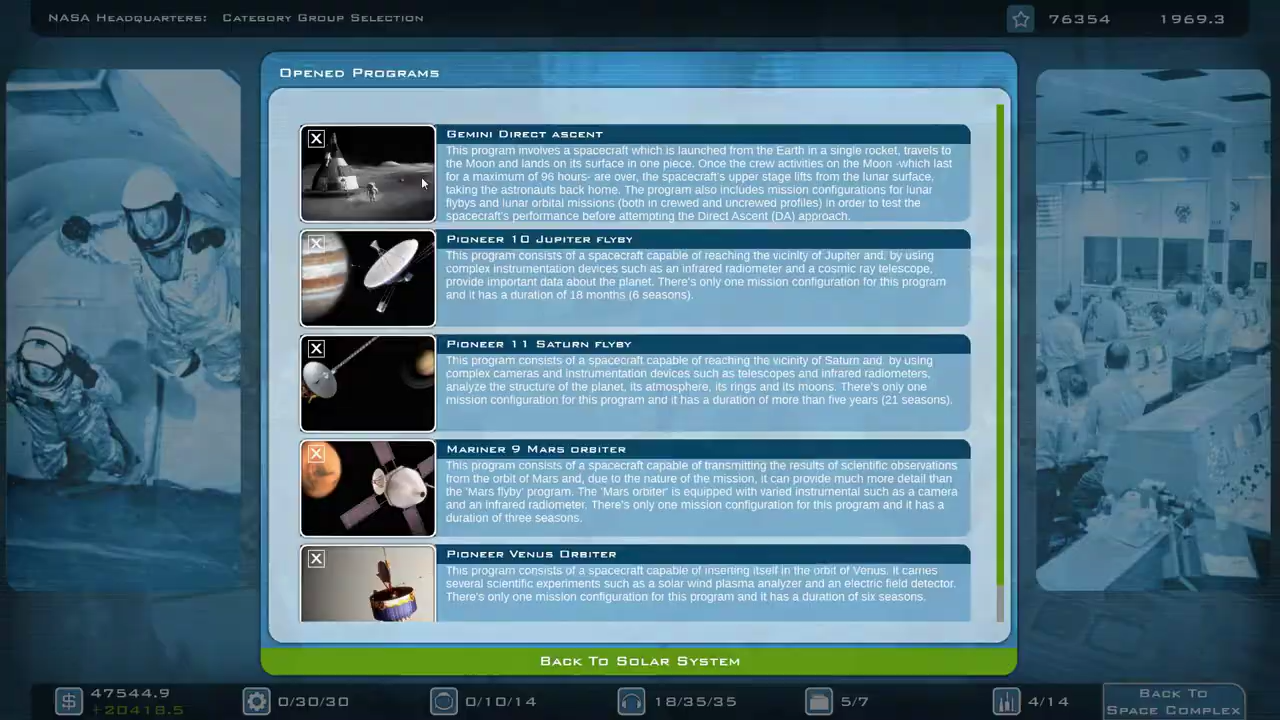 NASA Headquarters: Category Group Selection
76354
1969.3
Opened Programs
Gemini Direct ascent
This program involves a spacecraft which is launched from the Earth in a single rocket, travels to
the Moon and lands on its surface in one piece. Once the crew activities on the Moon -which last
for a maximum of 96 hours- are over, the spacecraft's upper stage lifts from the lunar surface,
taking the astronauts back home. The program also includes mission configurations for lunar
flybys and lunar orbital missions (both in crewed and uncrewed profiles) in order to test the
spacecraft's performance before attempting the Direct Ascent (DA) approach.
Pioneer 10 Jupiter flyby
This program consists of a spacecraft capable of reaching the vicinity of Jupiter and, by using
complex instrumentation devices such as an infrared radiometer and a cosmic ray telescope,
provide important data about the planet. There's only one mission configuration for this program
and it has a duration of 18 months (6 seasons).
Pioneer 11 Saturn flyby
This program consists of a spacecraft capable of reaching the vicinity of Saturn and, by using
complex cameras and instrumentation devices such as telescopes and infrared radiometers,
analyze the structure of the planet, its atmosphere, its rings and its moons. There's only one
mission configuration for this program and it has a duration of more than five years (21 seasons).
Mariner 9 Mars orbiter
This program consists of a spacecraft capable of transmitting the results of scientific observations
from the orbit of Mars and, due to the nature of the mission, it can provide much more detail than
the 'Mars flyby' program. The 'Mars orbiter' is equipped with varied instrumental such as a camera
and an infrared radiometer. There's only one mission configuration for this program and it has a
duration of three seasons.
Pioneer Venus Orbiter
This program consists of a spacecraft capable of inserting itself in the orbit of Venus. It carries
several scientific experiments such as a solar wind plasma analyzer and an electric field detector.
There's only one mission configuration for this program and it has a duration of six seasons.
Back To Solar System
$ 47544.9
+20418.5
0/30/30
0/10/14
18/35/35
5/7
4/14
Back To
Space Complex